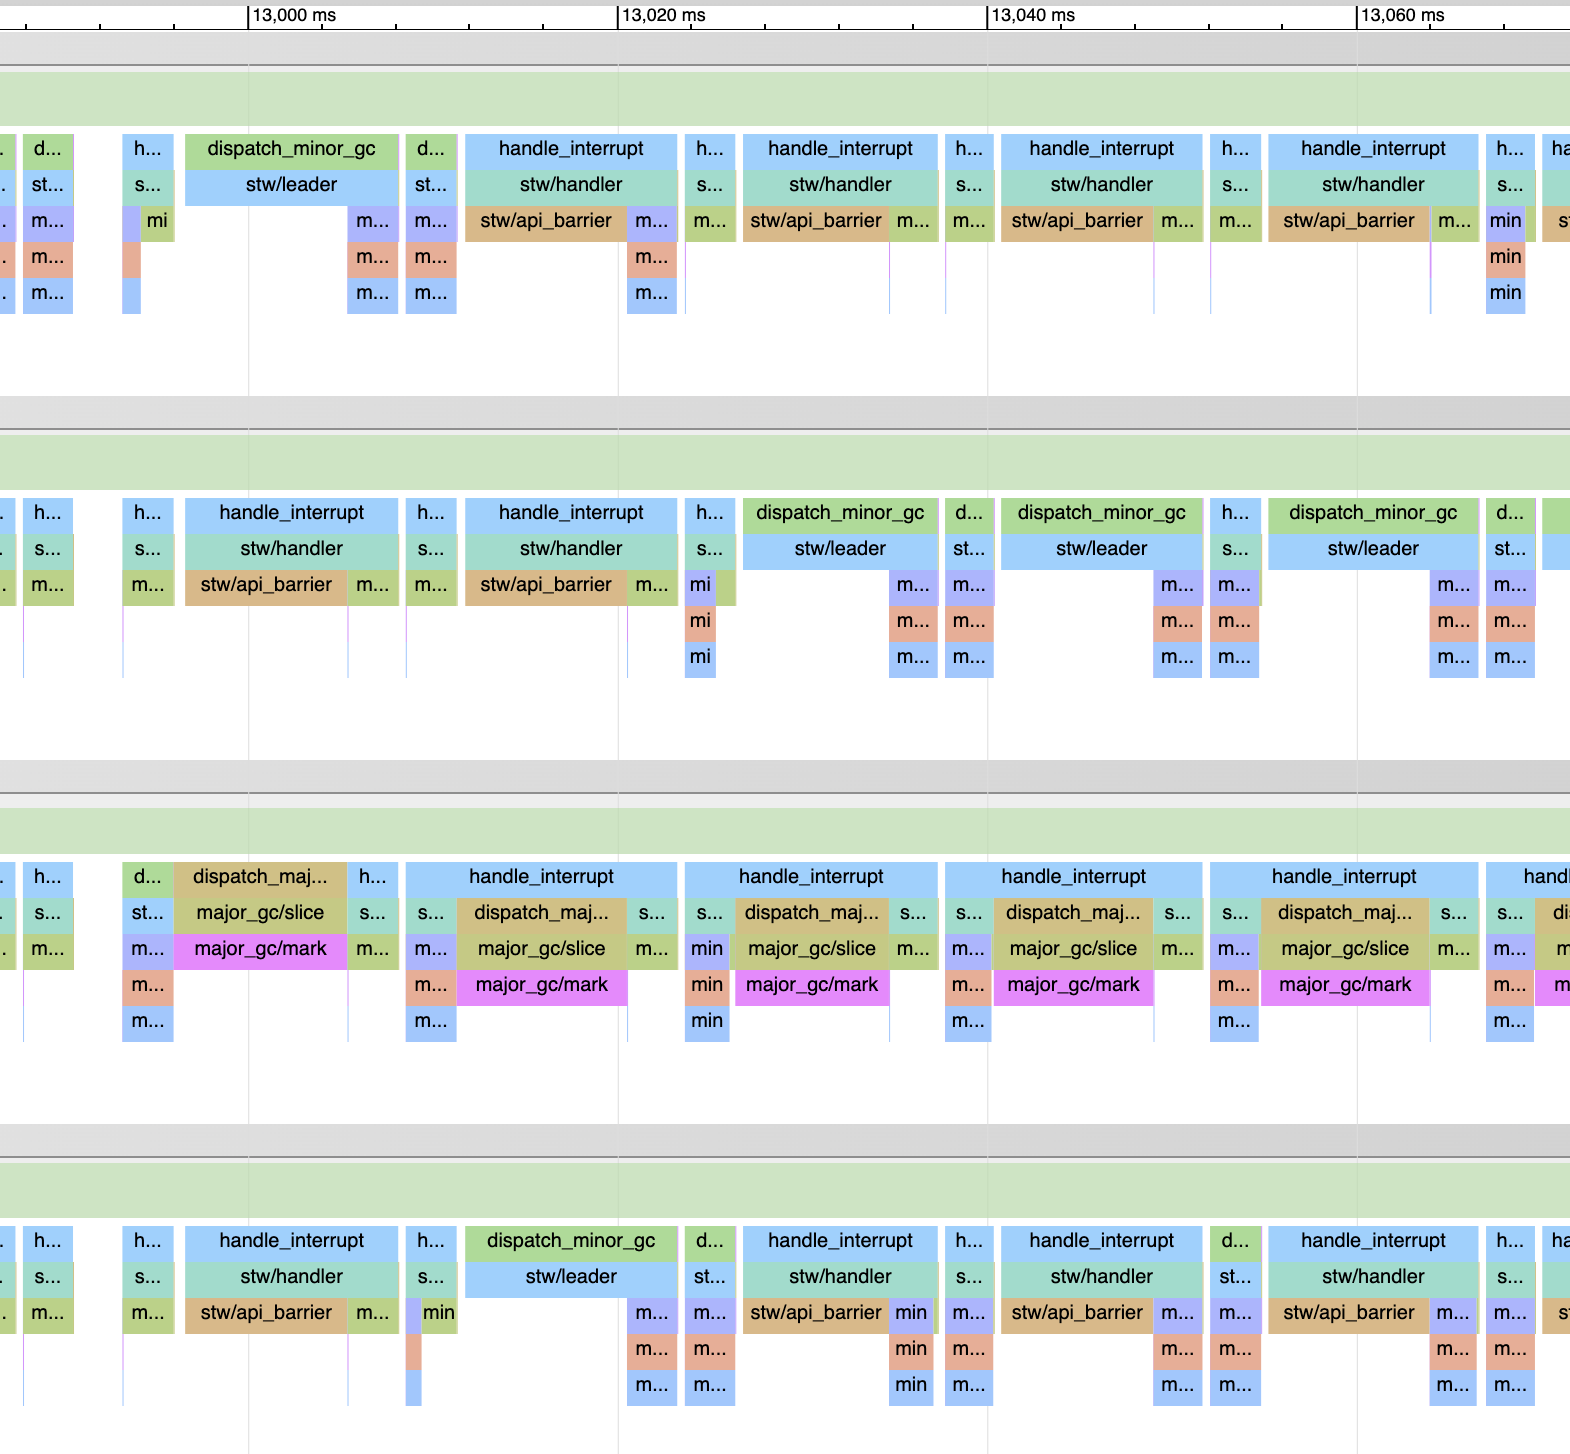 13,000 ms 13,020 ms 13,040 ms 13,060 ms
. d... h... dispatch_minor_gc d... handle_interrupt h... handle_interrupt h... handle_interrupt h... handle_interrupt h... ha
. st... s... stw/leader st... stw/handler s... stw/handler s... stw/handler s... stw/handler s...
. m... mi m... m... stw/api_barrier m... m... stw/api_barrier m... m... stw/api_barrier m... m... stw/api_barrier m... min s
. m... m... m... m... min
. m... m... m... m... min
. h... h... handle_interrupt h... handle_interrupt h... dispatch_minor_gc d... dispatch_minor_gc h... dispatch_minor_gc d...
. s... s... stw/handler s... stw/handler s... stw/leader st... stw/leader s... stw/leader st...
. m... m... stw/api_barrier m... m... stw/api_barrier m... mi m... m... m... m... m... m...
mi m... m... m... m... m... m...
mi m... m... m... m... m... m...
. h... d... dispatch_maj... h... handle_interrupt handle_interrupt handle_interrupt handle_interrupt handl
. s... st... major_gc/slice s... s... dispatch_maj... s... s... dispatch_maj... s... s... dispatch_maj... s... s... dispatch_maj... s... s... di
. m... m... major_gc/mark m... m... major_gc/slice m... min major_gc/slice m... m... major_gc/slice m... m... major_gc/slice m... m... m
m... m... major_gc/mark min major_gc/mark m... major_gc/mark m... major_gc/mark m... m
m... m... min m... m... m...
. h... h... handle_interrupt h... dispatch_minor_gc d... handle_interrupt h... handle_interrupt d... handle_interrupt h... ha
. s... s... stw/handler s... stw/leader st... stw/handler s... stw/handler st... stw/handler s...
. m... m... stw/api_barrier m... min m... m... stw/api_barrier min m... stw/api_barrier m... m... stw/api_barrier m... m... s
m... m... min m... m... m... m... m...
m... m... min m... m... m... m... m...